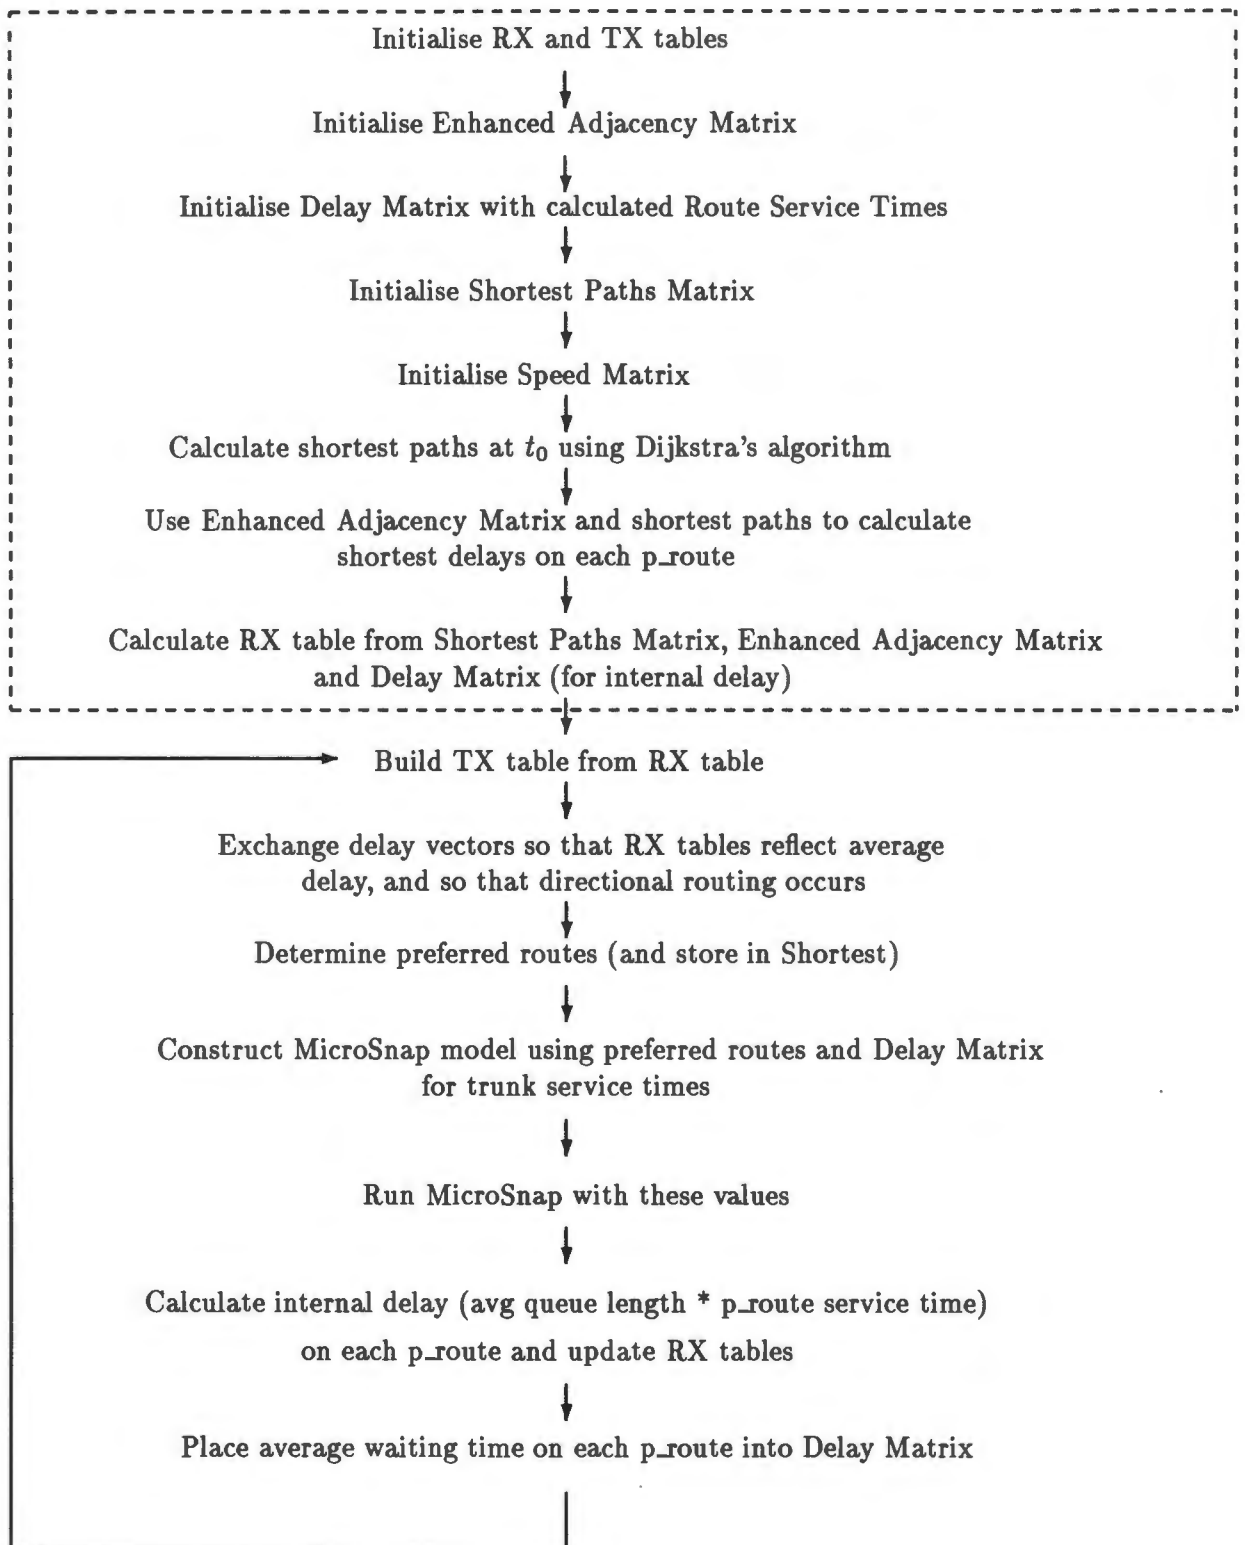 Initialise RX and TX tables
Initialise Enhanced Adjacency Matrix
Initialise Delay Matrix with calculated Route Service Times
Initialise Shortest Paths Matrix
Initialise Speed Matrix
Calculate shortest paths at t₀ using Dijkstra's algorithm
Use Enhanced Adjacency Matrix and shortest paths to calculate
shortest delays on each p_route
Calculate RX table from Shortest Paths Matrix, Enhanced Adjacency Matrix
and Delay Matrix (for internal delay)
Build TX table from RX table
Exchange delay vectors so that RX tables reflect average
delay, and so that directional routing occurs
Determine preferred routes (and store in Shortest)
Construct MicroSnap model using preferred routes and Delay Matrix
for trunk service times
Run MicroSnap with these values
Calculate internal delay (avg queue length * p_route service time)
on each p_route and update RX tables
Place average waiting time on each p_route into Delay Matrix